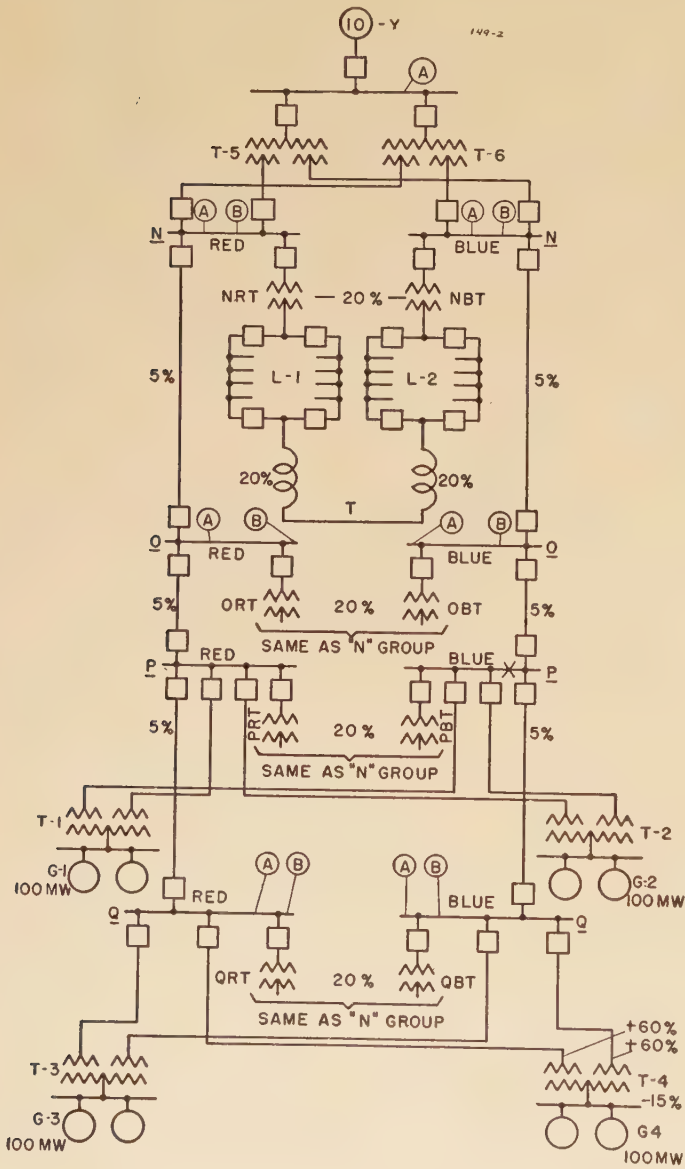 10 - Y
149-2
A
T-5
T-6
A B
A B
N
RED
BLUE
N
NRT — 20% — NBT
5%
L-1
L-2
5%
20%
20%
T
A
B
A
B
O
RED
BLUE
O
5%
ORT 20% OBT
5%
SAME AS "N" GROUP
P
RED
BLUE
P
5%
PRT
20%
PBT
5%
SAME AS "N" GROUP
T-1
T-2
G-1
100 MW
G-2
100 MW
A B
A B
RED
BLUE
Q
Q
QRT 20% QBT
SAME AS "N" GROUP
+60%
+60%
T-3
T-4
-15%
G-3
100 MW
G4
100 MW